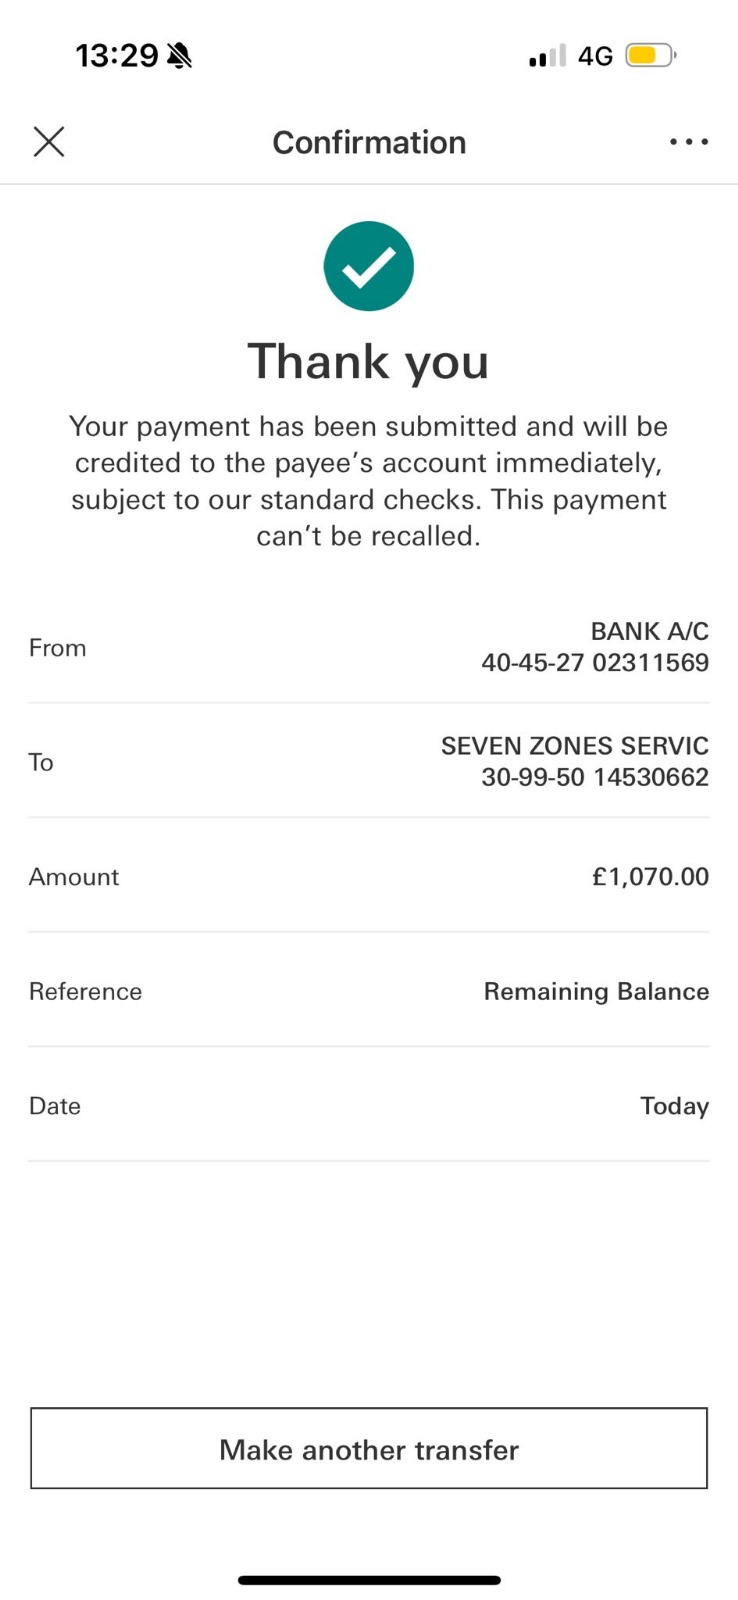 13:29
4G
Confirmation
Thank you
Your payment has been submitted and will be
credited to the payee’s account immediately,
subject to our standard checks. This payment
can’t be recalled.
From
BANK A/C
40-45-27 02311569
To
SEVEN ZONES SERVIC
30-99-50 14530662
Amount
£1,070.00
Reference
Remaining Balance
Date
Today
Make another transfer